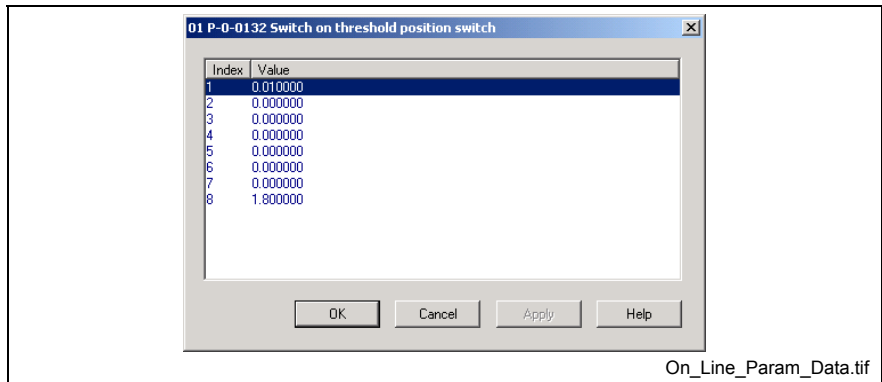 01 P-0-0132 Switch on threshold position switch
Index Value
1 0.010000
2 0.000000
3 0.000000
4 0.000000
5 0.000000
6 0.000000
7 0.000000
8 1.800000
OK Cancel Apply Help
On_Line_Param_Data.tif